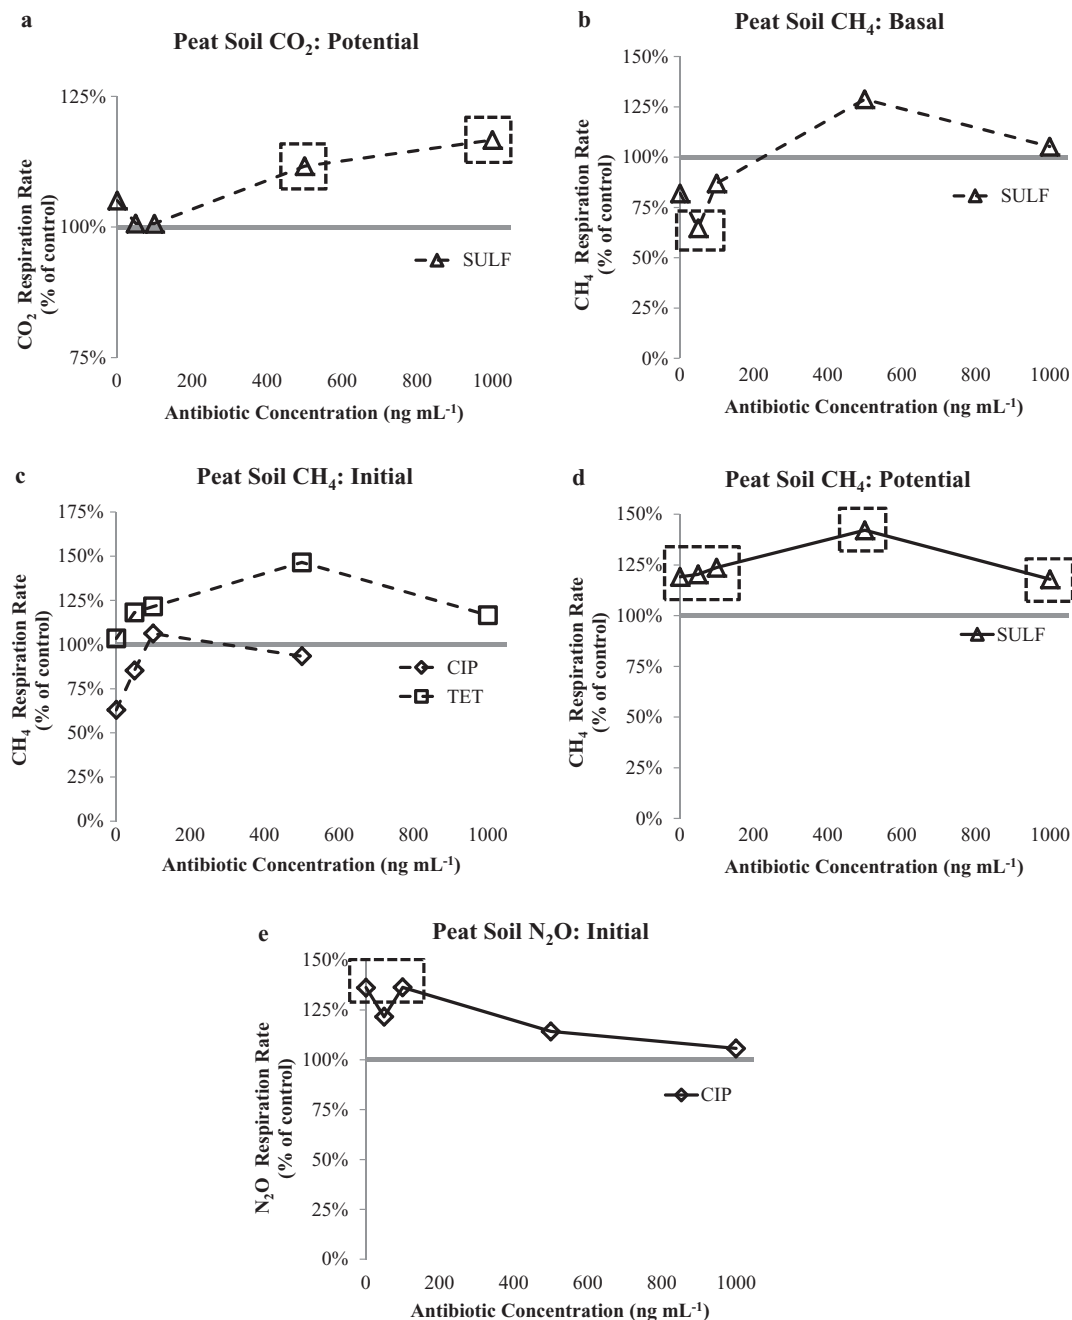 a
Peat Soil CO₂: Potential
125%
100%
75%
CO₂ Respiration Rate
(% of control)
SULF
0 200 400 600 800 1000
Antibiotic Concentration (ng mL⁻¹)
b
Peat Soil CH₄: Basal
150%
125%
100%
75%
50%
25%
0%
CH₄ Respiration Rate
(% of control)
SULF
0 200 400 600 800 1000
Antibiotic Concentration (ng mL⁻¹)
c
Peat Soil CH₄: Initial
175%
150%
125%
100%
75%
50%
25%
0%
CH₄ Respiration Rate
(% of control)
CIP
TET
0 200 400 600 800 1000
Antibiotic Concentration (ng mL⁻¹)
d
Peat Soil CH₄: Potential
150%
125%
100%
75%
50%
25%
0%
CH₄ Respiration Rate
(% of control)
SULF
0 200 400 600 800 1000
Antibiotic Concentration (ng mL⁻¹)
e
Peat Soil N₂O: Initial
150%
125%
100%
75%
50%
25%
0%
N₂O Respiration Rate
(% of control)
CIP
0 200 400 600 800 1000
Antibiotic Concentration (ng mL⁻¹)